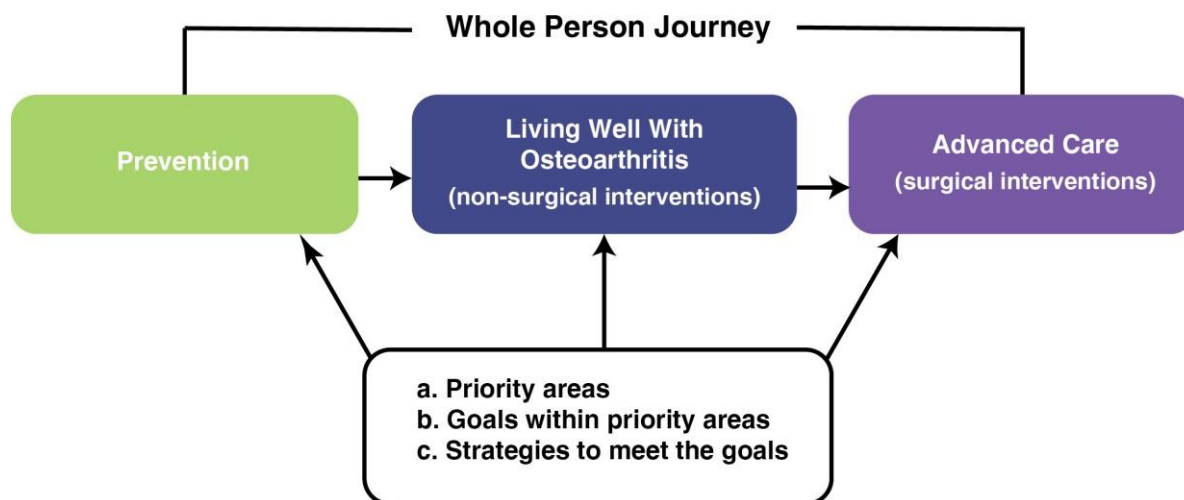 Whole Person Journey
Prevention
Living Well With
Osteoarthritis
(non-surgical interventions)
Advanced Care
(surgical interventions)
a. Priority areas
b. Goals within priority areas
c. Strategies to meet the goals